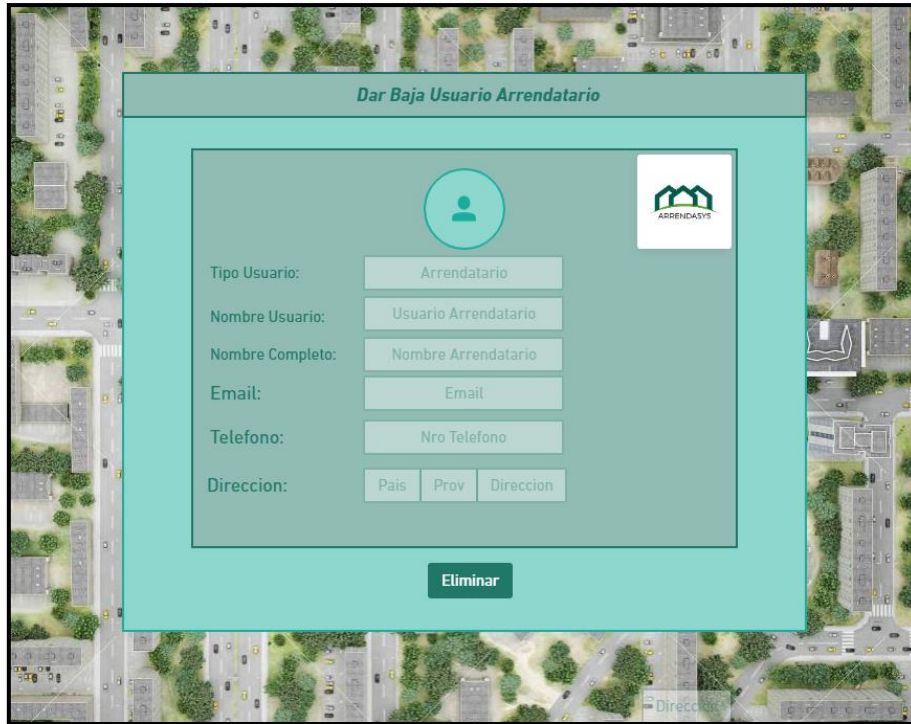 Dar Baja Usuario Arrendatario
ARRENDASYS
Tipo Usuario: Arrendatario
Nombre Usuario: Usuario Arrendatario
Nombre Completo: Nombre Arrendatario
Email: Email
Telefono: Nro Telefono
Direccion: Pais Prov Direccion
Eliminar
Direccion